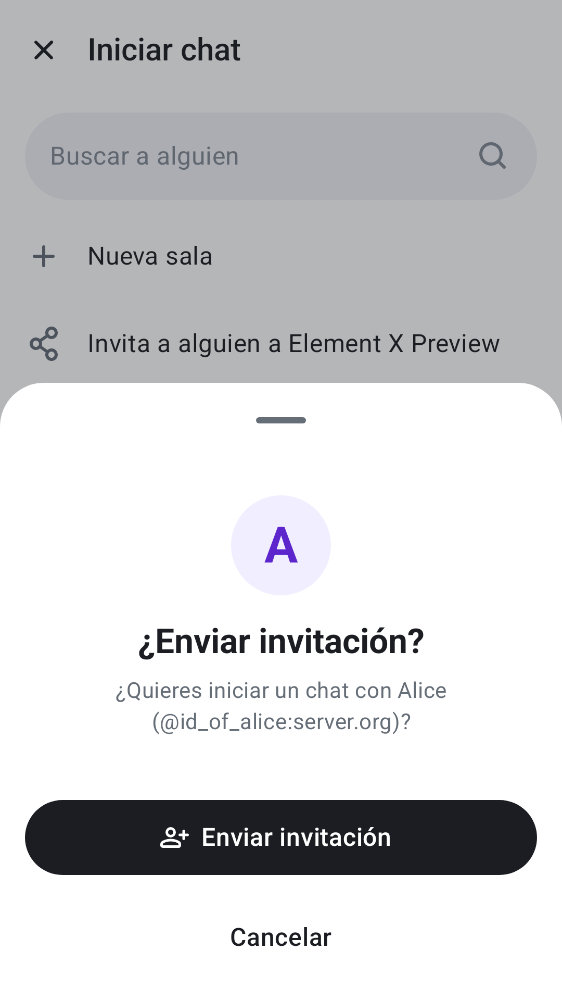 Iniciar chat
Buscar a alguien
Nueva sala
Invita a alguien a Element X Preview
A
¿Enviar invitación?
¿Quieres iniciar un chat con Alice
(@id_of_alice:server.org)?
Enviar invitación
Cancelar